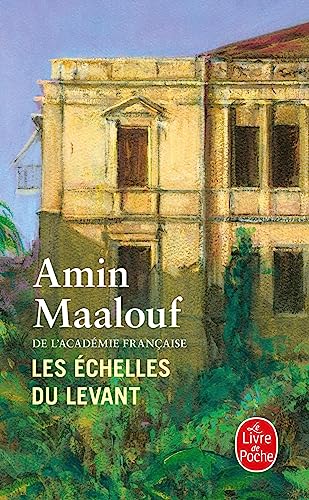 Amin
Maalouf
DE L'ACADÉMIE FRANÇAISE
LES ÉCHELLES
DU LEVANT
Le
Livre
de
Poche